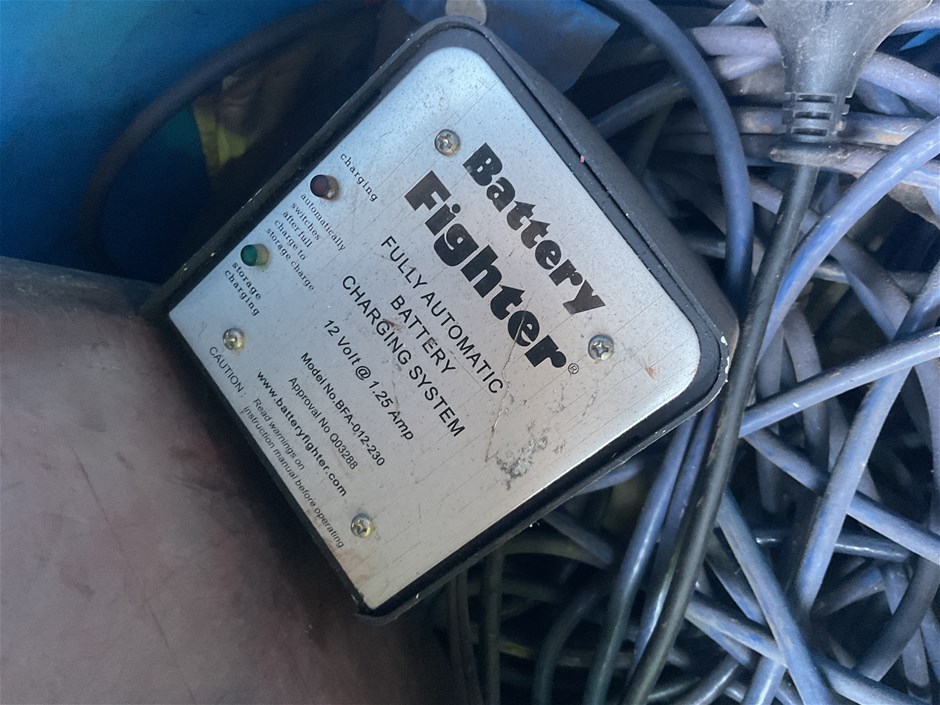 Battery
Fighter®
FULLY AUTOMATIC
BATTERY
CHARGING SYSTEM
12 Volt @ 1.25 Amp
Model No.BFA-012-230
Approval No Q03288
www.batteryfighter.com
CAUTION : Read warnings on
instruction manual before operating
charging
automatically
switches
after full
charge to
storage charge
storage
charging